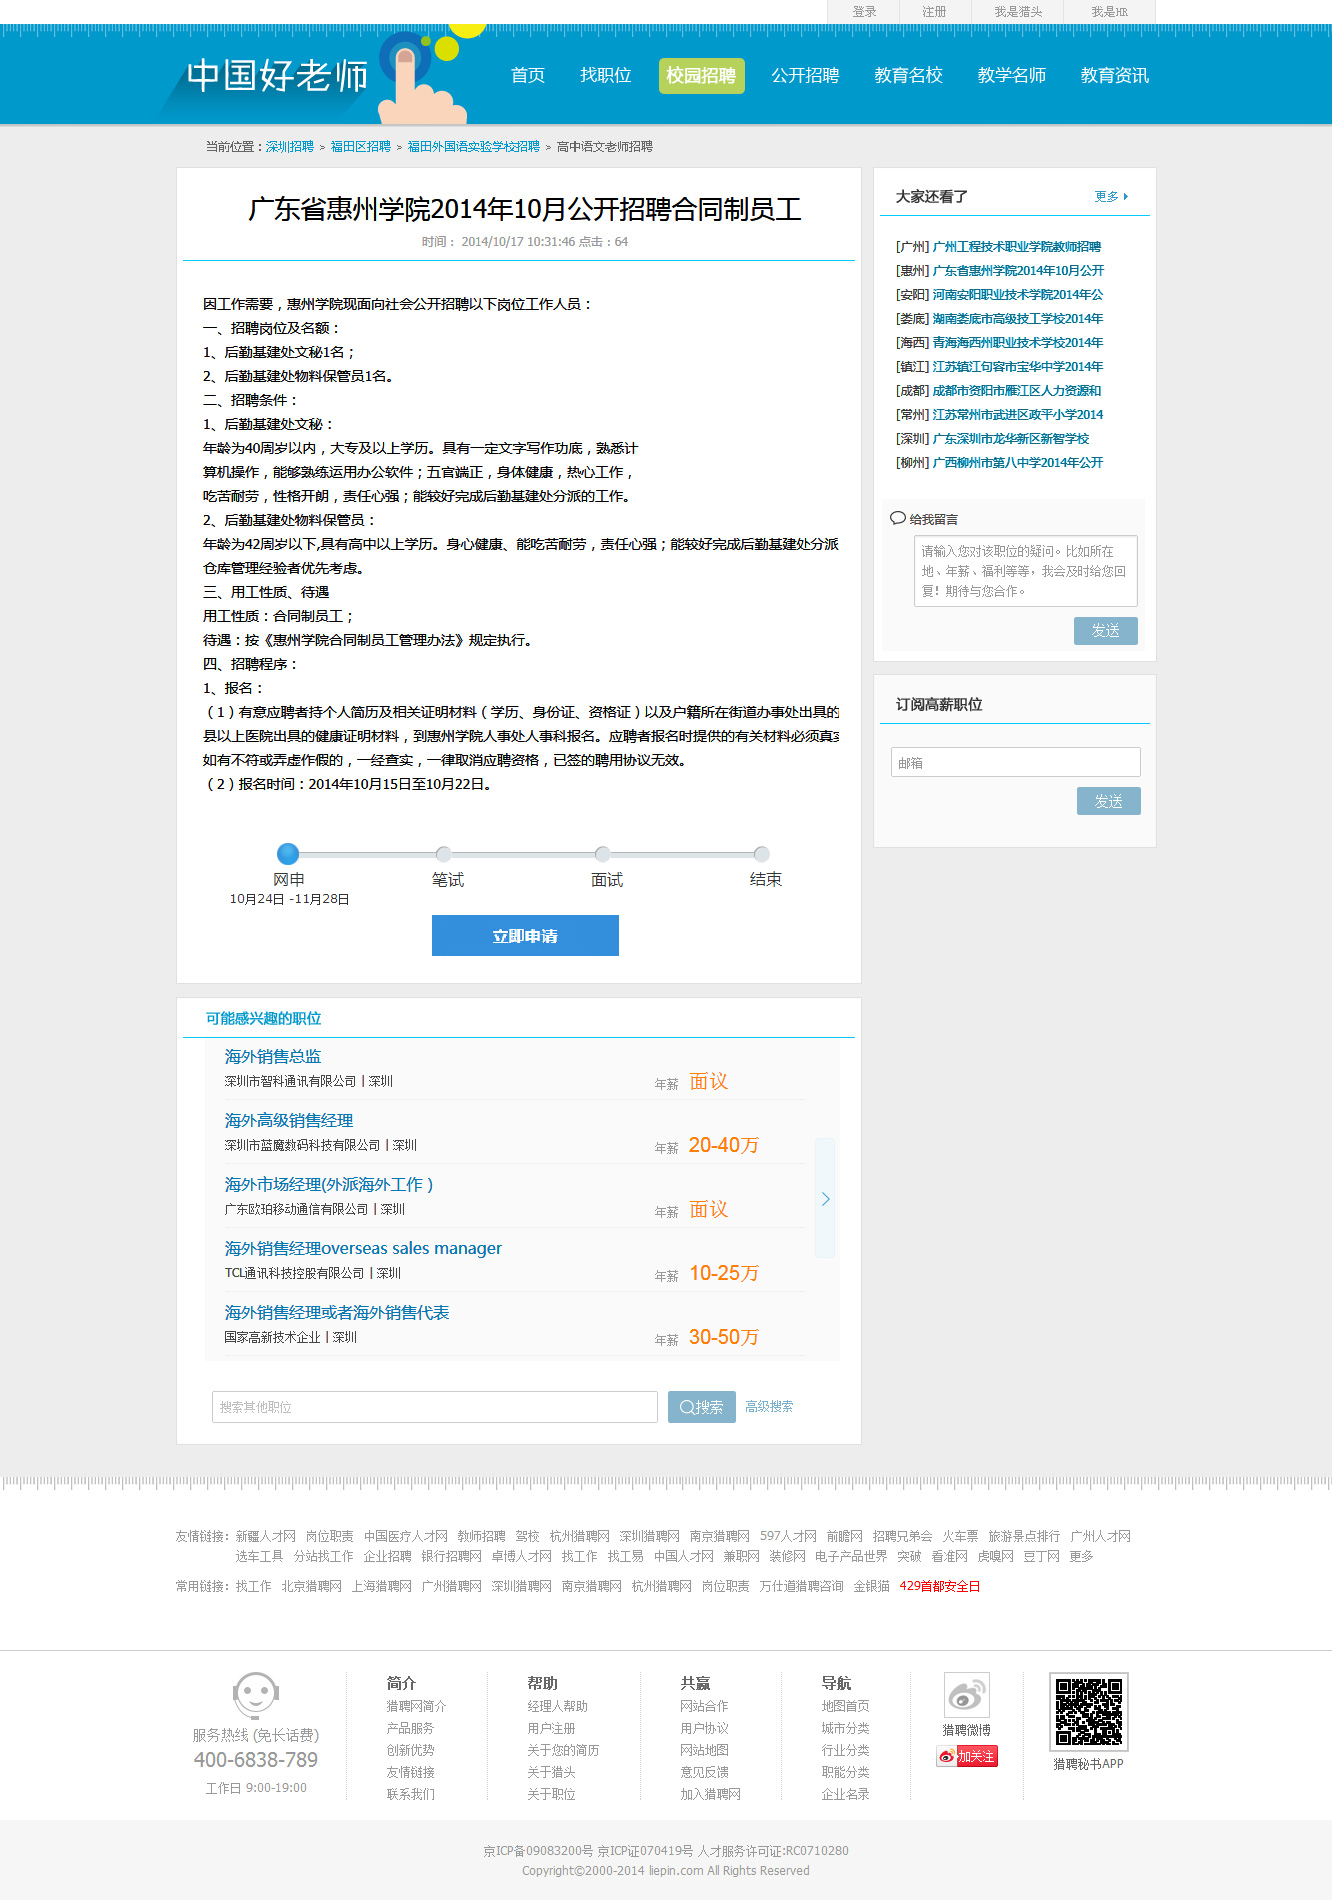 登录 注册 我是猎头 我是HR
中国好老师
首页 找职位 校园招聘 公开招聘 教育名校 教学名师 教育资讯
当前位置：深圳招聘 » 福田区招聘 » 福田外国语实验学校招聘 » 高中语文老师招聘
广东省惠州学院2014年10月公开招聘合同制员工
时间： 2014/10/17 10:31:46 点击：64
因工作需要，惠州学院现面向社会公开招聘以下岗位工作人员：
一、招聘岗位及名额：
1、后勤基建处文秘1名；
2、后勤基建处物料保管员1名。
二、招聘条件：
1、后勤基建处文秘：
年龄为40周岁以内，大专及以上学历。具有一定文字写作功底，熟悉计
算机操作，能够熟练运用办公软件；五官端正，身体健康，热心工作，
吃苦耐劳，性格开朗，责任心强；能较好完成后勤基建处分派的工作。
2、后勤基建处物料保管员：
年龄为42周岁以下,具有高中以上学历。身心健康、能吃苦耐劳，责任心强；能较好完成后勤基建处分派
仓库管理经验者优先考虑。
三、用工性质、待遇
用工性质：合同制员工；
待遇：按《惠州学院合同制员工管理办法》规定执行。
四、招聘程序：
1、报名：
（1）有意应聘者持个人简历及相关证明材料（学历、身份证、资格证）以及户籍所在街道办事处出具的
县以上医院出具的健康证明材料，到惠州学院人事处人事科报名。应聘者报名时提供的有关材料必须真实
如有不符或弄虚作假的，一经查实，一律取消应聘资格，已签的聘用协议无效。
（2）报名时间：2014年10月15日至10月22日。
网申 笔试 面试 结束
10月24日 -11月28日
立即申请
大家还看了 更多
[广州] 广州工程技术职业学院教师招聘
[惠州] 广东省惠州学院2014年10月公开
[安阳] 河南安阳职业技术学院2014年公
[娄底] 湖南娄底市高级技工学校2014年
[海西] 青海海西州职业技术学校2014年
[镇江] 江苏镇江句容市宝华中学2014年
[成都] 成都市资阳市雁江区人力资源和
[常州] 江苏常州市武进区政平小学2014
[深圳] 广东深圳市龙华新区新智学校
[柳州] 广西柳州市第八中学2014年公开
给我留言
请输入您对该职位的疑问。比如所在
地、年薪、福利等等，我会及时给您回
复！期待与您合作。
发送
订阅高薪职位
邮箱
发送
可能感兴趣的职位
海外销售总监
深圳市智科通讯有限公司 | 深圳 年薪 面议
海外高级销售经理
深圳市蓝魔数码科技有限公司 | 深圳 年薪 20-40万
海外市场经理(外派海外工作 )
广东欧珀移动通信有限公司 | 深圳 年薪 面议
海外销售经理overseas sales manager
TCL通讯科技控股有限公司 | 深圳 年薪 10-25万
海外销售经理或者海外销售代表
国家高新技术企业 | 深圳 年薪 30-50万
搜索其他职位 搜索 高级搜索
友情链接：新疆人才网 岗位职责 中国医疗人才网 教师招聘 驾校 杭州猎聘网 深圳猎聘网 南京猎聘网 597人才网 前瞻网 招聘兄弟会 火车票 旅游景点排行 广州人才网
选车工具 分站找工作 企业招聘 银行招聘网 卓博人才网 找工作 找工易 中国人才网 兼职网 装修网 电子产品世界 突破 看准网 虎嗅网 豆丁网 更多
常用链接：找工作 北京猎聘网 上海猎聘网 广州猎聘网 深圳猎聘网 南京猎聘网 杭州猎聘网 岗位职责 万仕道猎聘咨询 金银猫 429首都安全日
服务热线 (免长话费)
400-6838-789
工作日 9:00-19:00
简介
猎聘网简介
产品服务
创新优势
友情链接
联系我们
帮助
经理人帮助
用户注册
关于您的简历
关于猎头
关于职位
共赢
网站合作
用户协议
网站地图
意见反馈
加入猎聘网
导航
地图首页
城市分类
行业分类
职能分类
企业名录
猎聘微博
加关注
猎聘秘书APP
京ICP备09083200号 京ICP证070419号 人才服务许可证:RC0710280
Copyright©2000-2014 liepin.com All Rights Reserved